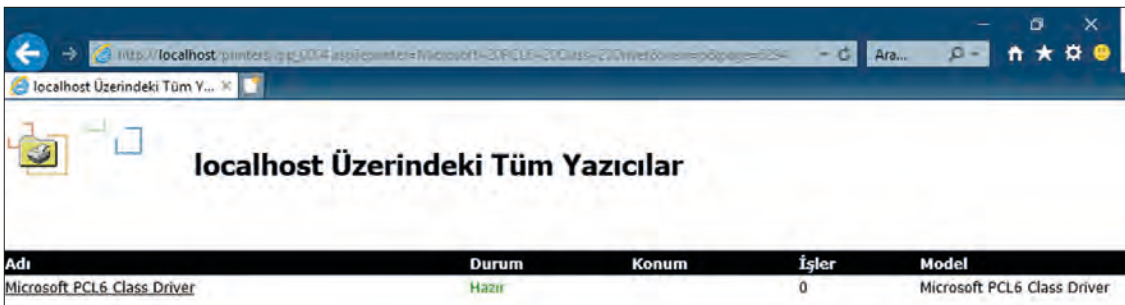 http://localhost/printers/
Ara...
localhost Üzerindeki Tüm Y...
localhost Üzerindeki Tüm Yazıcılar
Adı Durum Konum İşler Model
Microsoft PCL6 Class Driver Hazır 0 Microsoft PCL6 Class Driver